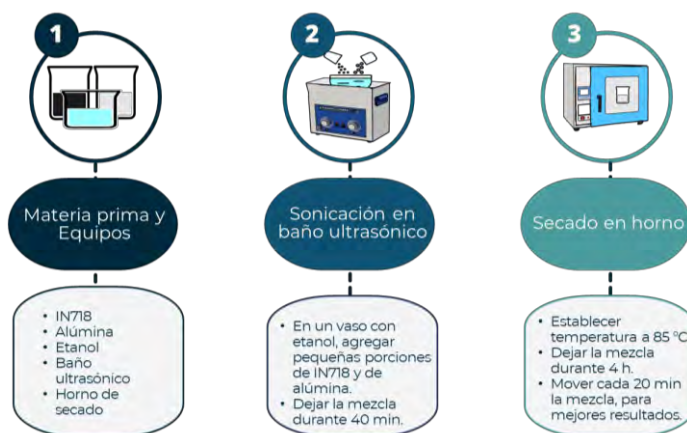 1
Materia prima y
Equipos
• IN718
• Alúmina
• Etanol
• Baño
ultrasónico
• Horno de
secado
2
Sonicación en
baño ultrasónico
• En un vaso con
etanol, agregar
pequeñas porciones
de IN718 y de
alúmina.
• Dejar la mezcla
durante 40 min.
3
Secado en horno
• Establecer
temperatura a 85 °C
• Dejar la mezcla
durante 4 h.
• Mover cada 20 min
la mezcla, para
mejores resultados.